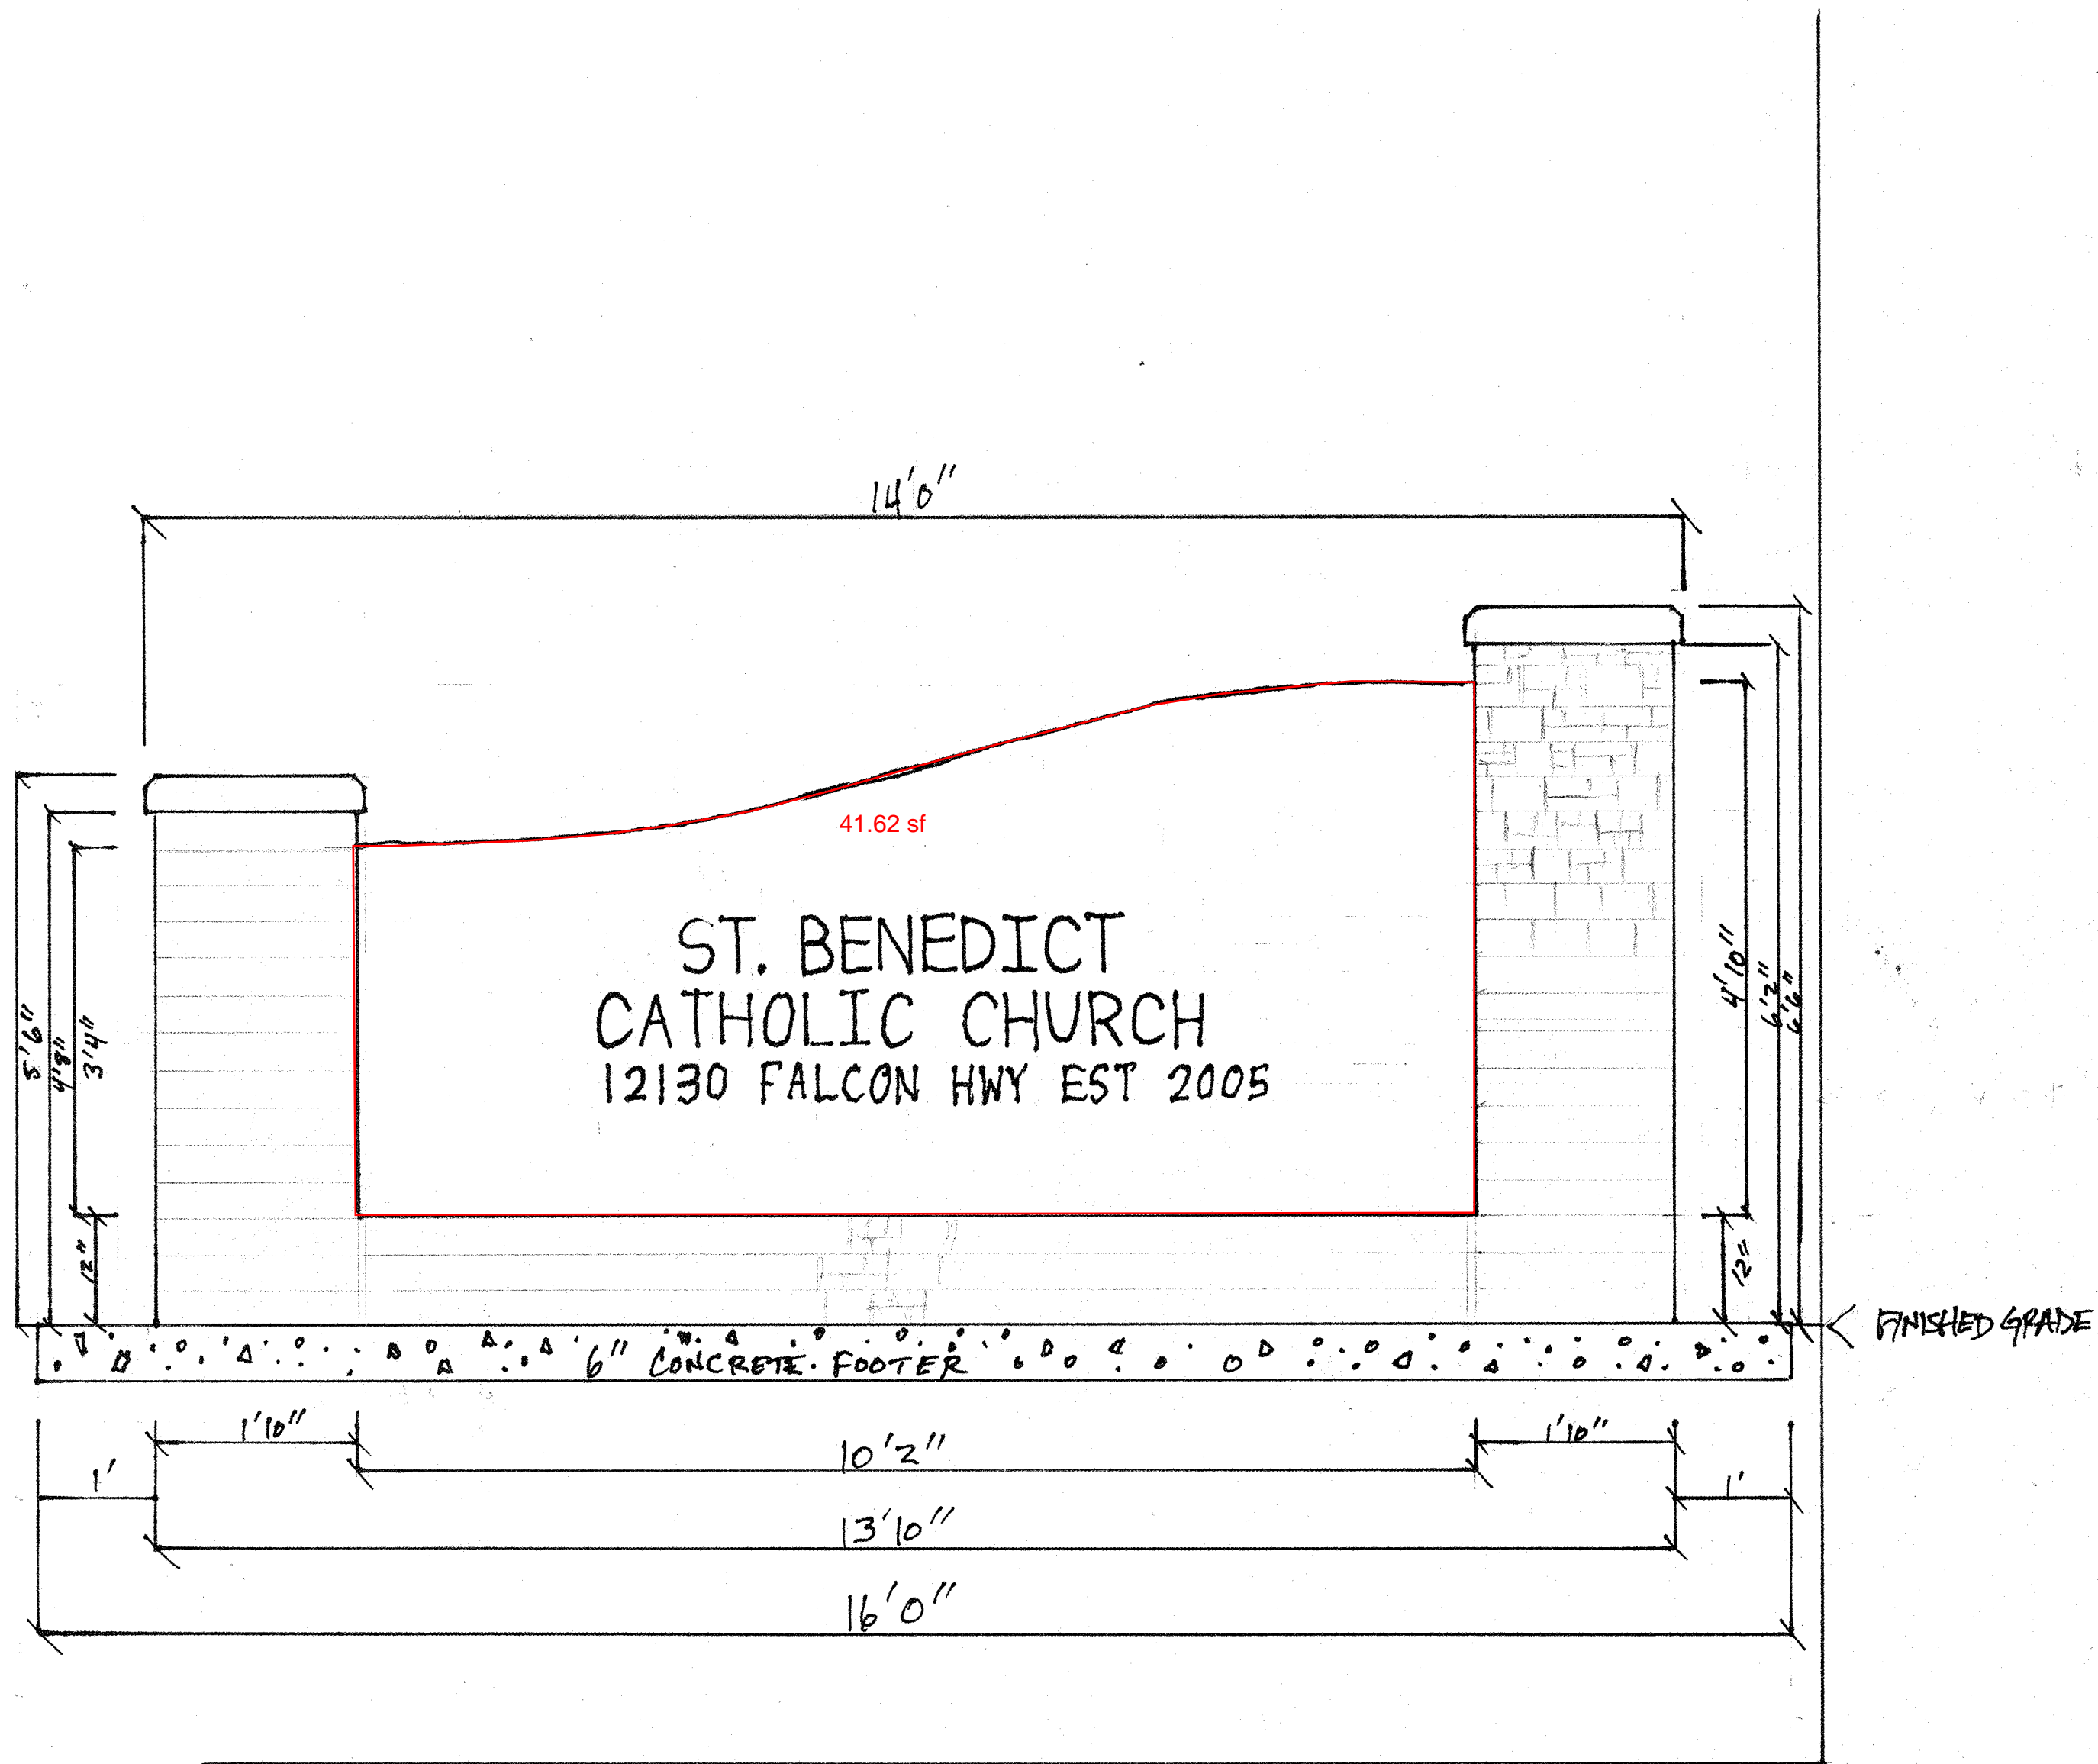 14'0"
41.62 sf
ST. BENEDICT
CATHOLIC CHURCH
12130 FALCON HWY EST 2005
5'6"
4'8"
3'4"
12"
4'10"
6'2"
6'6"
12"
FINISHED GRADE
6" CONCRETE FOOTER
1'10"
10'2"
1'10"
1'
1'
13'10"
16'0"